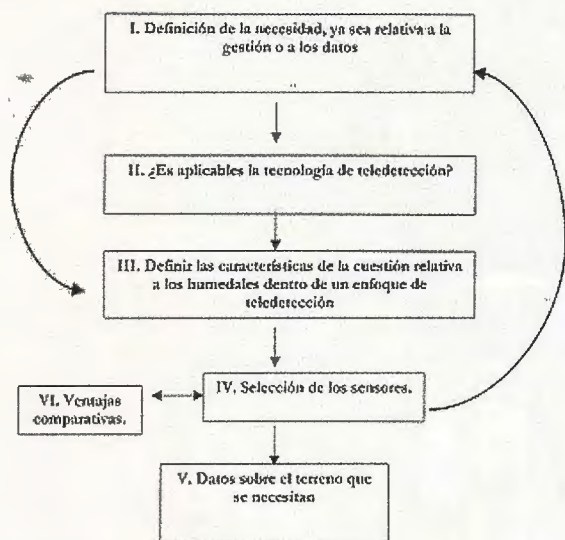 I. Definición de la necesidad, ya sea relativa a la
gestión o a los datos
II. ¿Es aplicables la tecnología de teledetección?
III. Definir las características de la cuestión relativa
a los humedales dentro de un enfoque de
teledetección
IV. Selección de los sensores.
VI. Ventajas
comparativas.
V. Datos sobre el terreno que
se necesitan